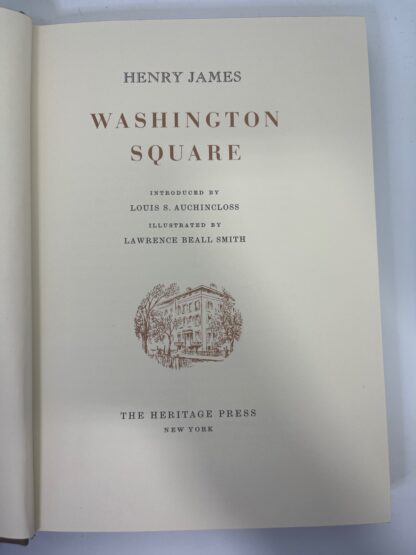 HENRY JAMES
WASHINGTON
SQUARE
INTRODUCED BY
LOUIS S. AUCHINCLOSS
ILLUSTRATED BY
LAWRENCE BEALL SMITH
THE HERITAGE PRESS
NEW YORK